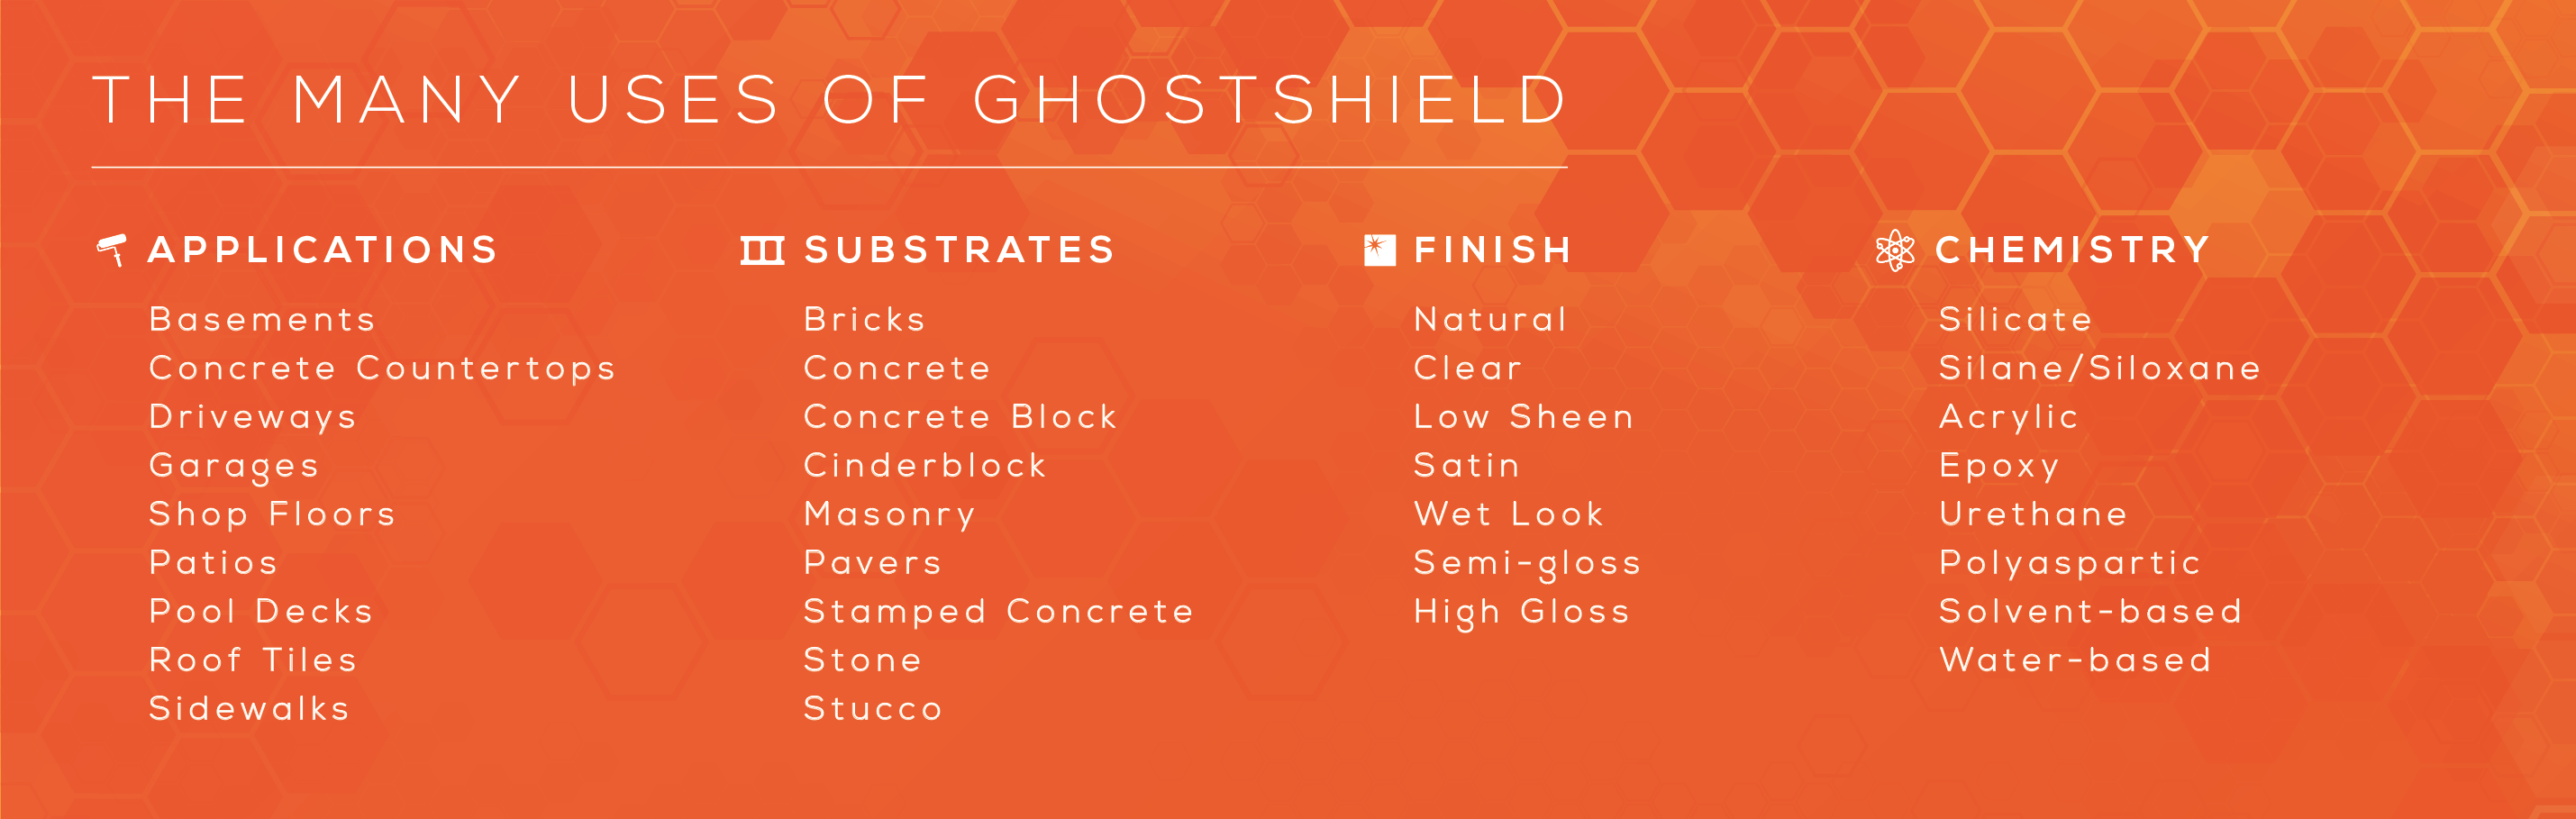 THE MANY USES OF GHOSTSHIELD
APPLICATIONS
Basements
Concrete Countertops
Driveways
Garages
Shop Floors
Patios
Pool Decks
Roof Tiles
Sidewalks
SUBSTRATES
Bricks
Concrete
Concrete Block
Cinderblock
Masonry
Pavers
Stamped Concrete
Stone
Stucco
FINISH
Natural
Clear
Low Sheen
Satin
Wet Look
Semi-gloss
High Gloss
CHEMISTRY
Silicate
Silane/Siloxane
Acrylic
Epoxy
Urethane
Polyaspartic
Solvent-based
Water-based